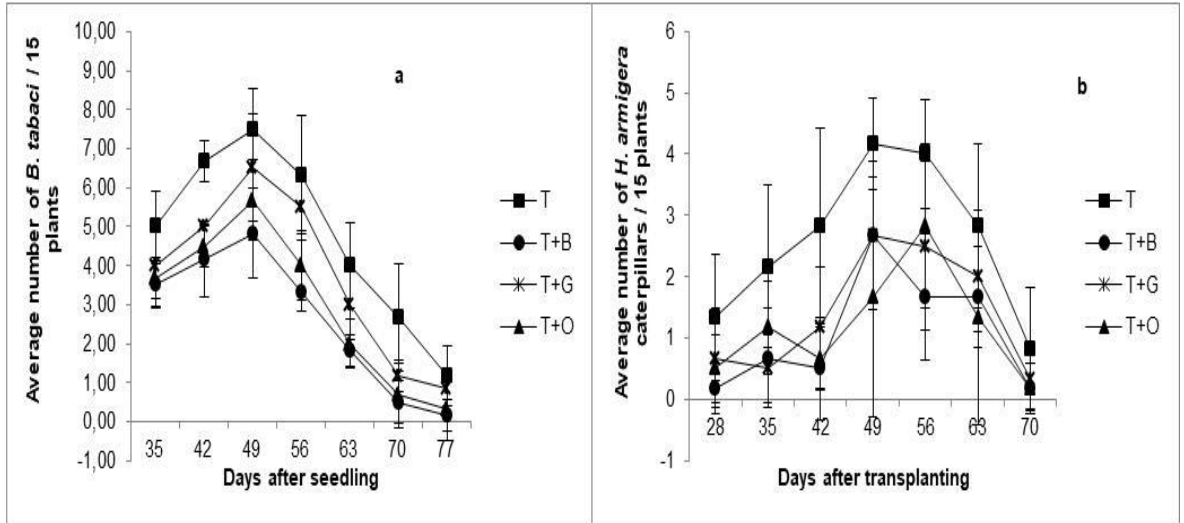 Average number of B. tabaci / 15
plants
10,00
9,00
8,00
7,00
6,00
5,00
4,00
3,00
2,00
1,00
0,00
-1,00
35 42 49 56 63 70 77
Days after seedling
a
T
T+B
T+G
T+O
Average number of H. armigera
caterpillars / 15 plants
6
5
4
3
2
1
0
-1
28 35 42 49 56 63 70
Days after transplanting
b
T
T+B
T+G
T+O